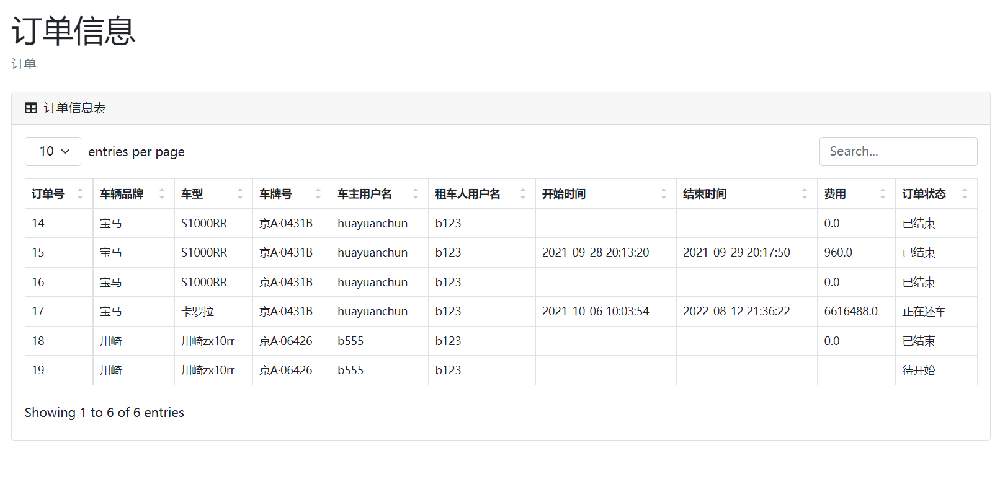 订单信息
订单
订单信息表
10 entries per page Search...
订单号 车辆品牌 车型 车牌号 车主用户名 租车人用户名 开始时间 结束时间 费用 订单状态
14 宝马 S1000RR 京A·0431B huayuanchun b123 0.0 已结束
15 宝马 S1000RR 京A·0431B huayuanchun b123 2021-09-28 20:13:20 2021-09-29 20:17:50 960.0 已结束
16 宝马 S1000RR 京A·0431B huayuanchun b123 0.0 已结束
17 宝马 卡罗拉 京A·0431B huayuanchun b123 2021-10-06 10:03:54 2022-08-12 21:36:22 6616488.0 正在还车
18 川崎 川崎zx10rr 京A·06426 b555 b123 0.0 已结束
19 川崎 川崎zx10rr 京A·06426 b555 b123 --- --- --- 待开始
Showing 1 to 6 of 6 entries